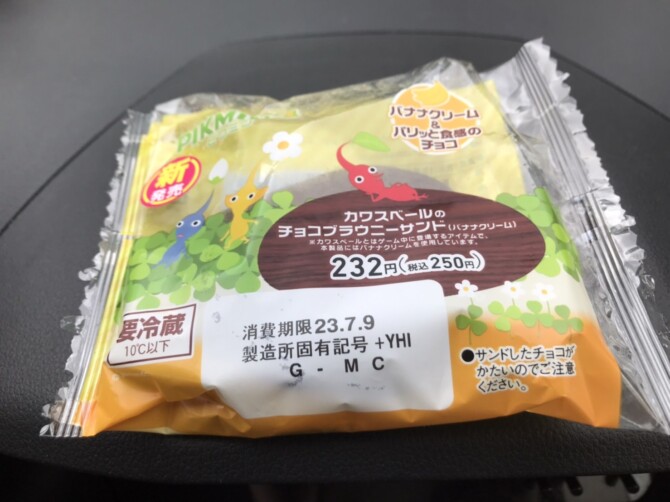 PIKM
新
発売
バナナクリーム
&
パリッと食感の
チョコ
カワスベールの
チョコブラウニーサンド(バナナクリーム)
※カワスベールとはゲーム中に登場するアイテムで、
本製品にはバナナクリームを使用しています。
232円(税込250円)
要冷蔵
10℃以下
消費期限23.7.9
製造所固有記号 +YHI
G - M C
●サンドしたチョコが
かたいのでご注意
ください。